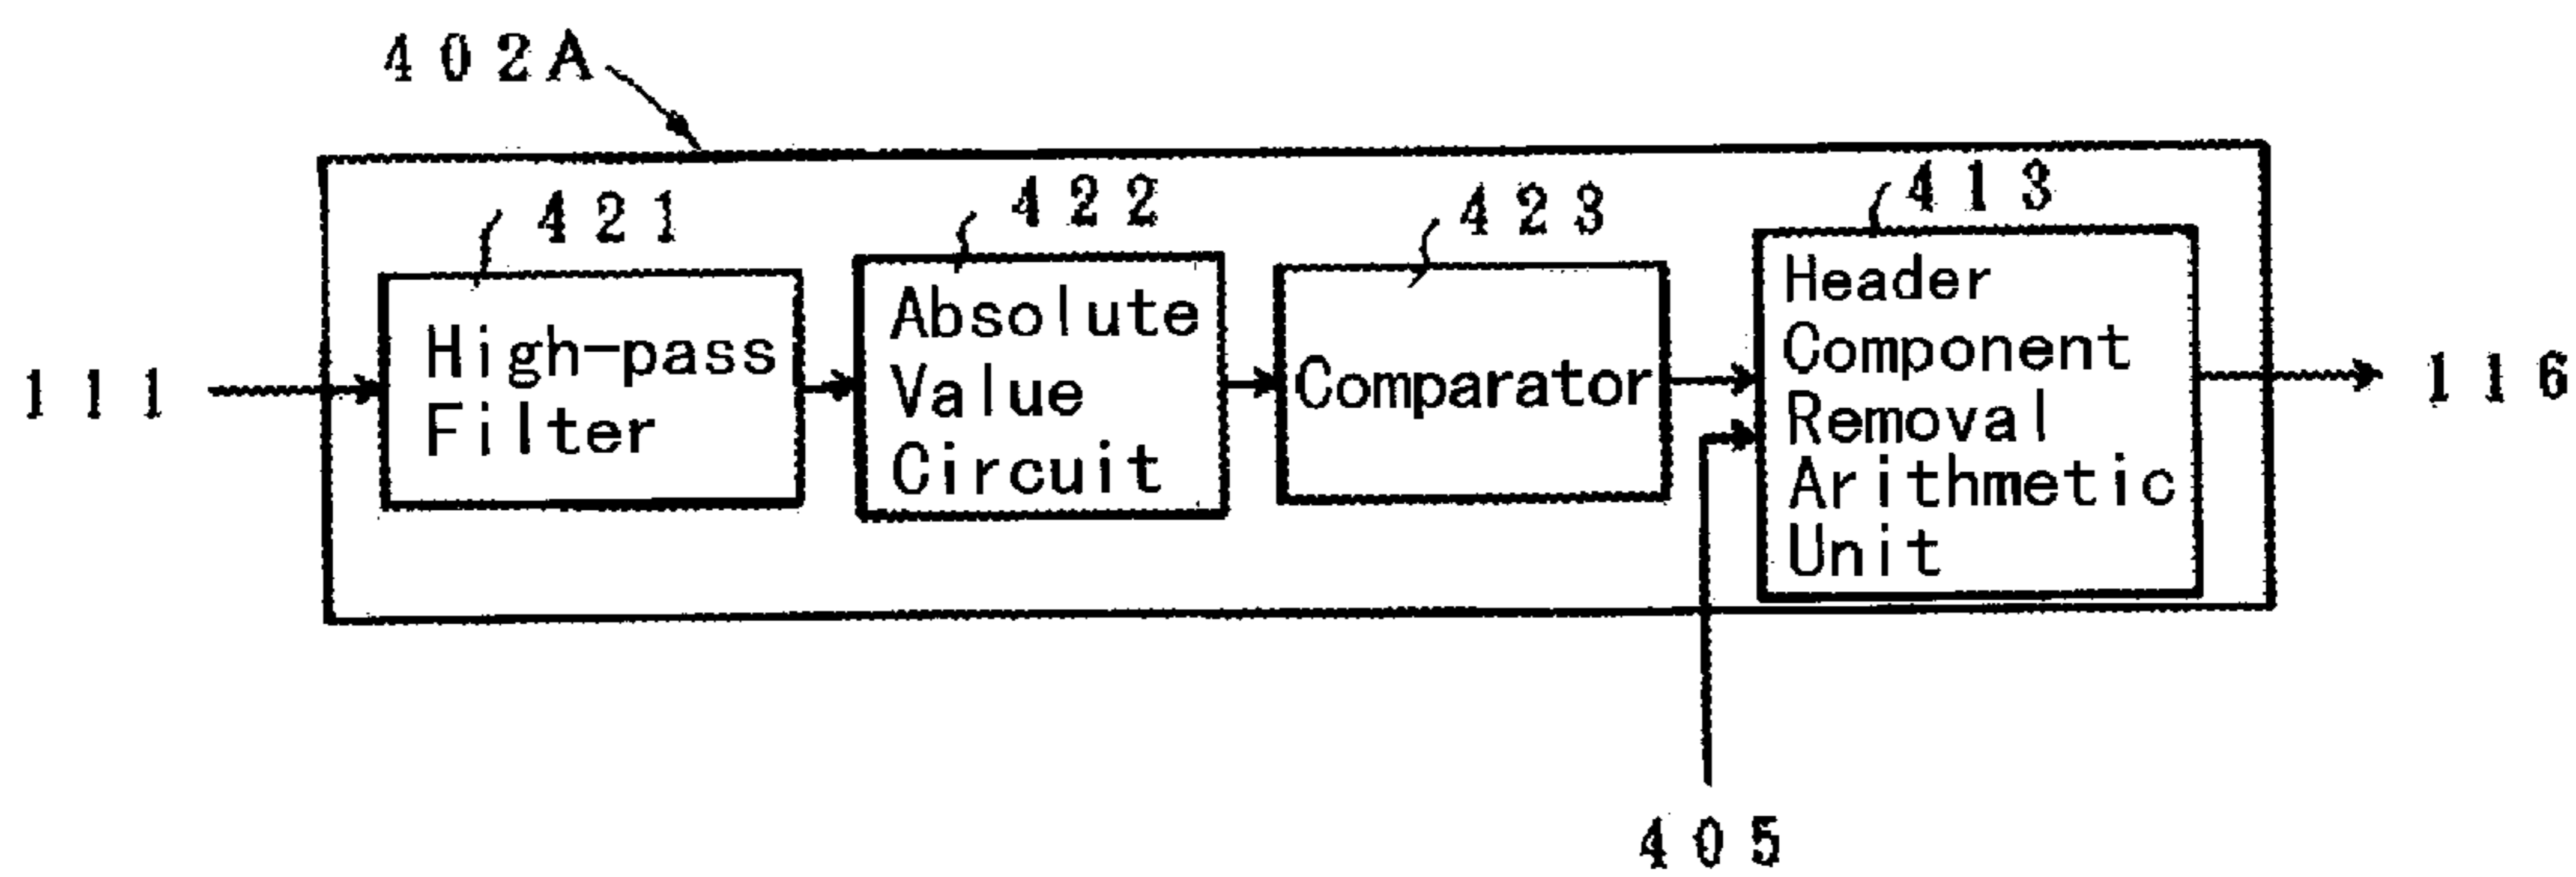 402A
421
422
423
413
111
High-pass
Filter
Absolute
Value
Circuit
Comparator
Header
Component
Removal
Arithmetic
Unit
116
405